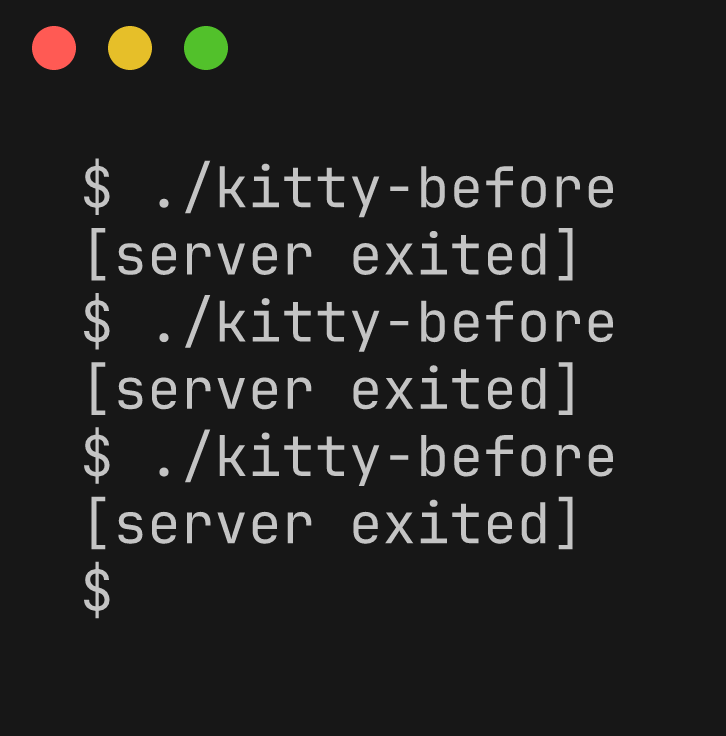 $ ./kitty-before
[server exited]
$ ./kitty-before
[server exited]
$ ./kitty-before
[server exited]
$